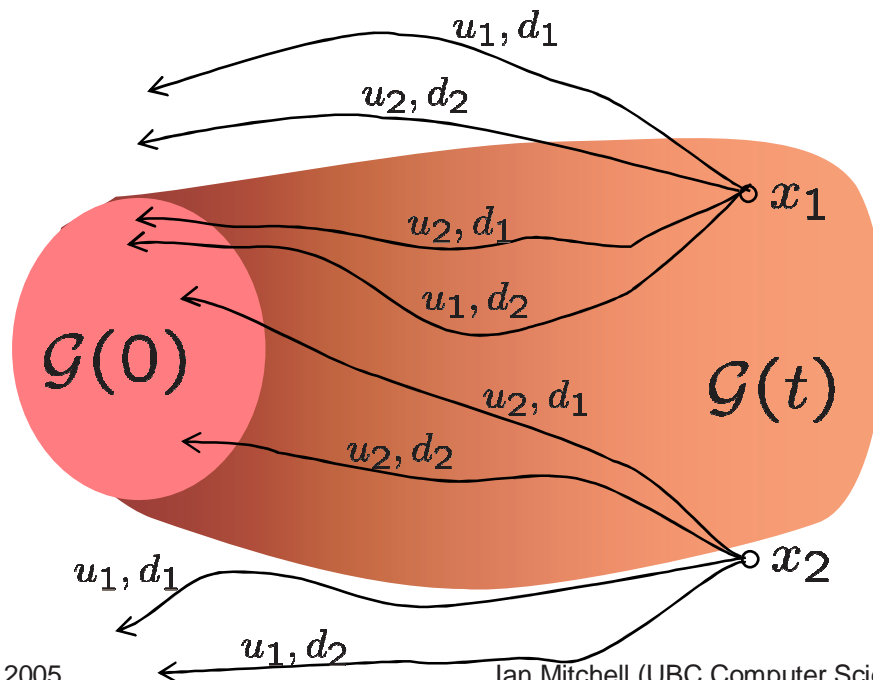 u₁, d₁
u₂, d₂
x₁
u₂, d₁
u₁, d₂
𝒢(0)
𝒢(t)
u₂, d₁
u₂, d₂
x₂
u₁, d₁
u₁, d₂
2005
Ian Mitchell (UBC Computer